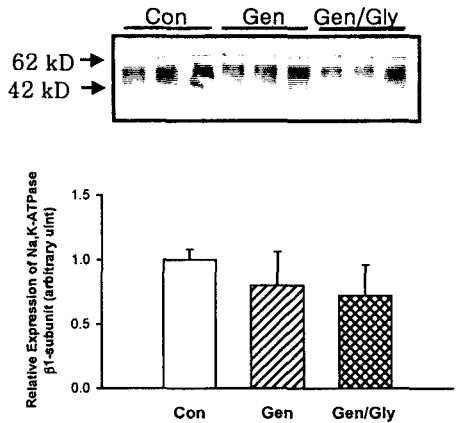 Con Gen Gen/Gly
62 kD
42 kD
Relative Expression of Na,K-ATPase
β1-subunit (arbitrary uint)
1.5
1.0
0.5
0.0
Con Gen Gen/Gly